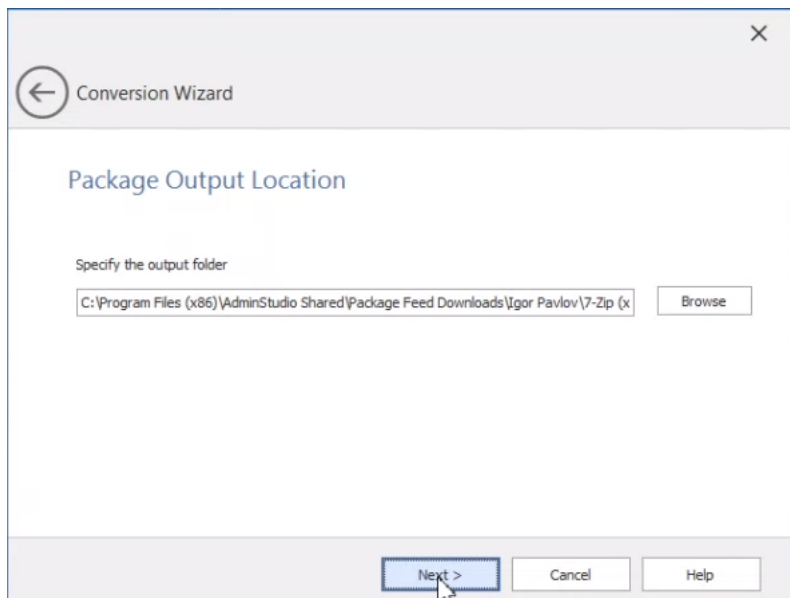 Conversion Wizard
Package Output Location
Specify the output folder
C:\Program Files (x86)\AdminStudio Shared\Package Feed Downloads\Igor Pavlov\7-Zip (x
Browse
Next >
Cancel
Help